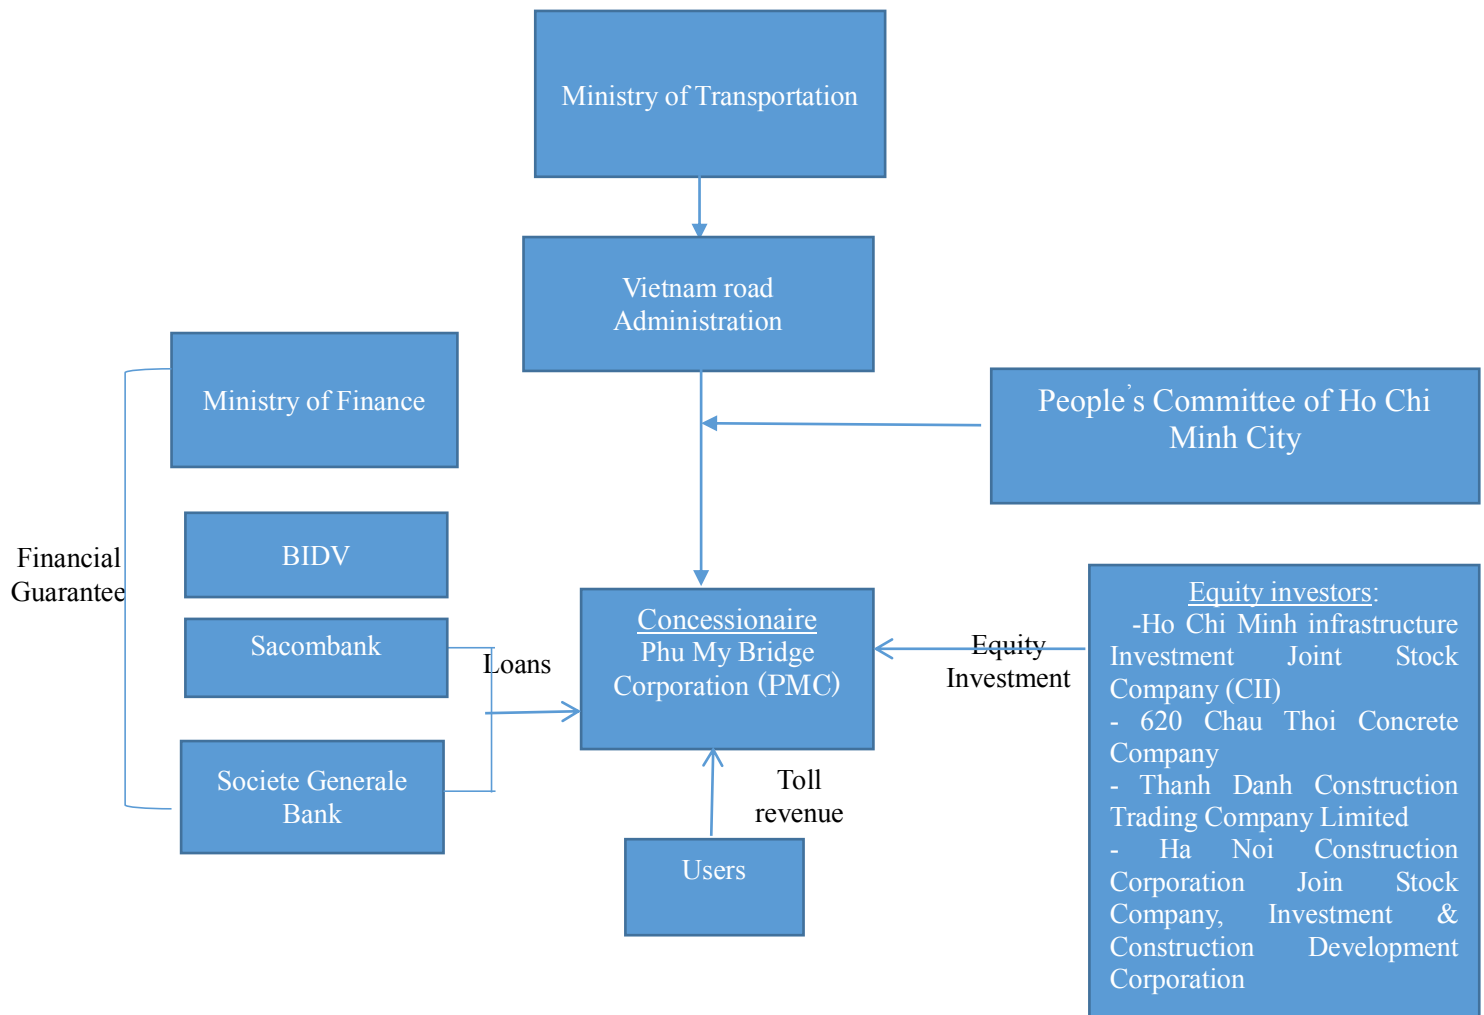 Ministry of Transportation
Vietnam road
Administration
Ministry of Finance
People’s Committee of Ho Chi
Minh City
Financial
Guarantee
BIDV
Sacombank
Loans
Societe Generale
Bank
Concessionaire
Phu My Bridge
Corporation (PMC)
Equity
Investment
Toll
revenue
Users
Equity investors:
-Ho Chi Minh infrastructure
Investment Joint Stock
Company (CII)
- 620 Chau Thoi Concrete
Company
- Thanh Danh Construction
Trading Company Limited
- Ha Noi Construction
Corporation Join Stock
Company, Investment &
Construction Development
Corporation